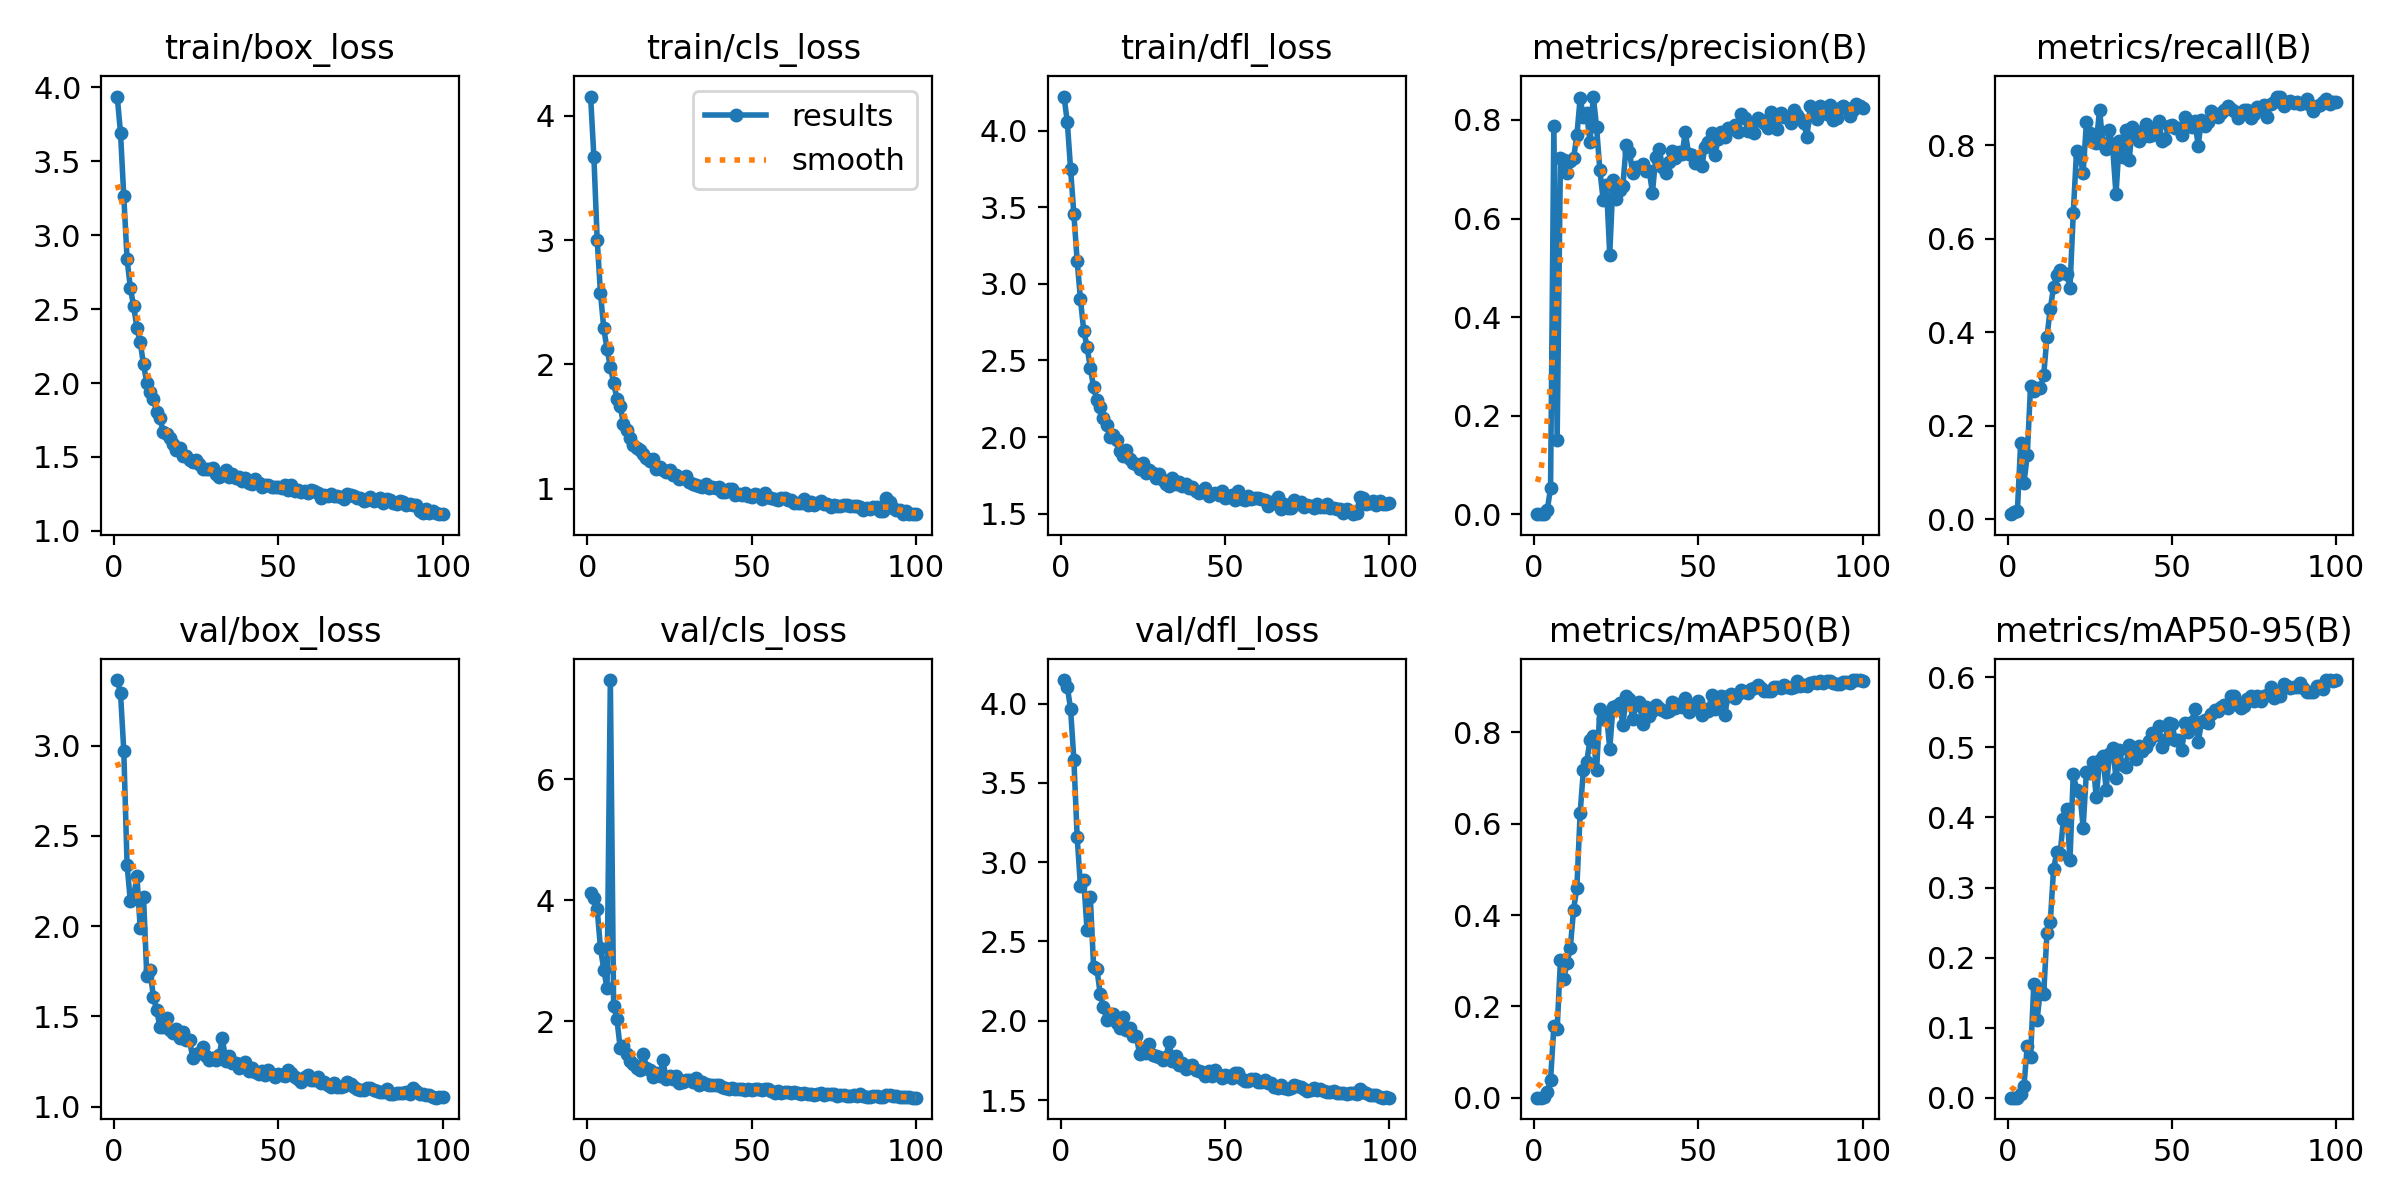 train/box_loss
4.0
3.5
3.0
2.5
2.0
1.5
1.0
0 50 100
train/cls_loss
results
smooth
4
3
2
1
0 50 100
train/dfl_loss
4.0
3.5
3.0
2.5
2.0
1.5
0 50 100
metrics/precision(B)
0.8
0.6
0.4
0.2
0.0
0 50 100
metrics/recall(B)
0.8
0.6
0.4
0.2
0.0
0 50 100
val/box_loss
3.0
2.5
2.0
1.5
1.0
0 50 100
val/cls_loss
6
4
2
0 50 100
val/dfl_loss
4.0
3.5
3.0
2.5
2.0
1.5
0 50 100
metrics/mAP50(B)
0.8
0.6
0.4
0.2
0.0
0 50 100
metrics/mAP50-95(B)
0.6
0.5
0.4
0.3
0.2
0.1
0.0
0 50 100